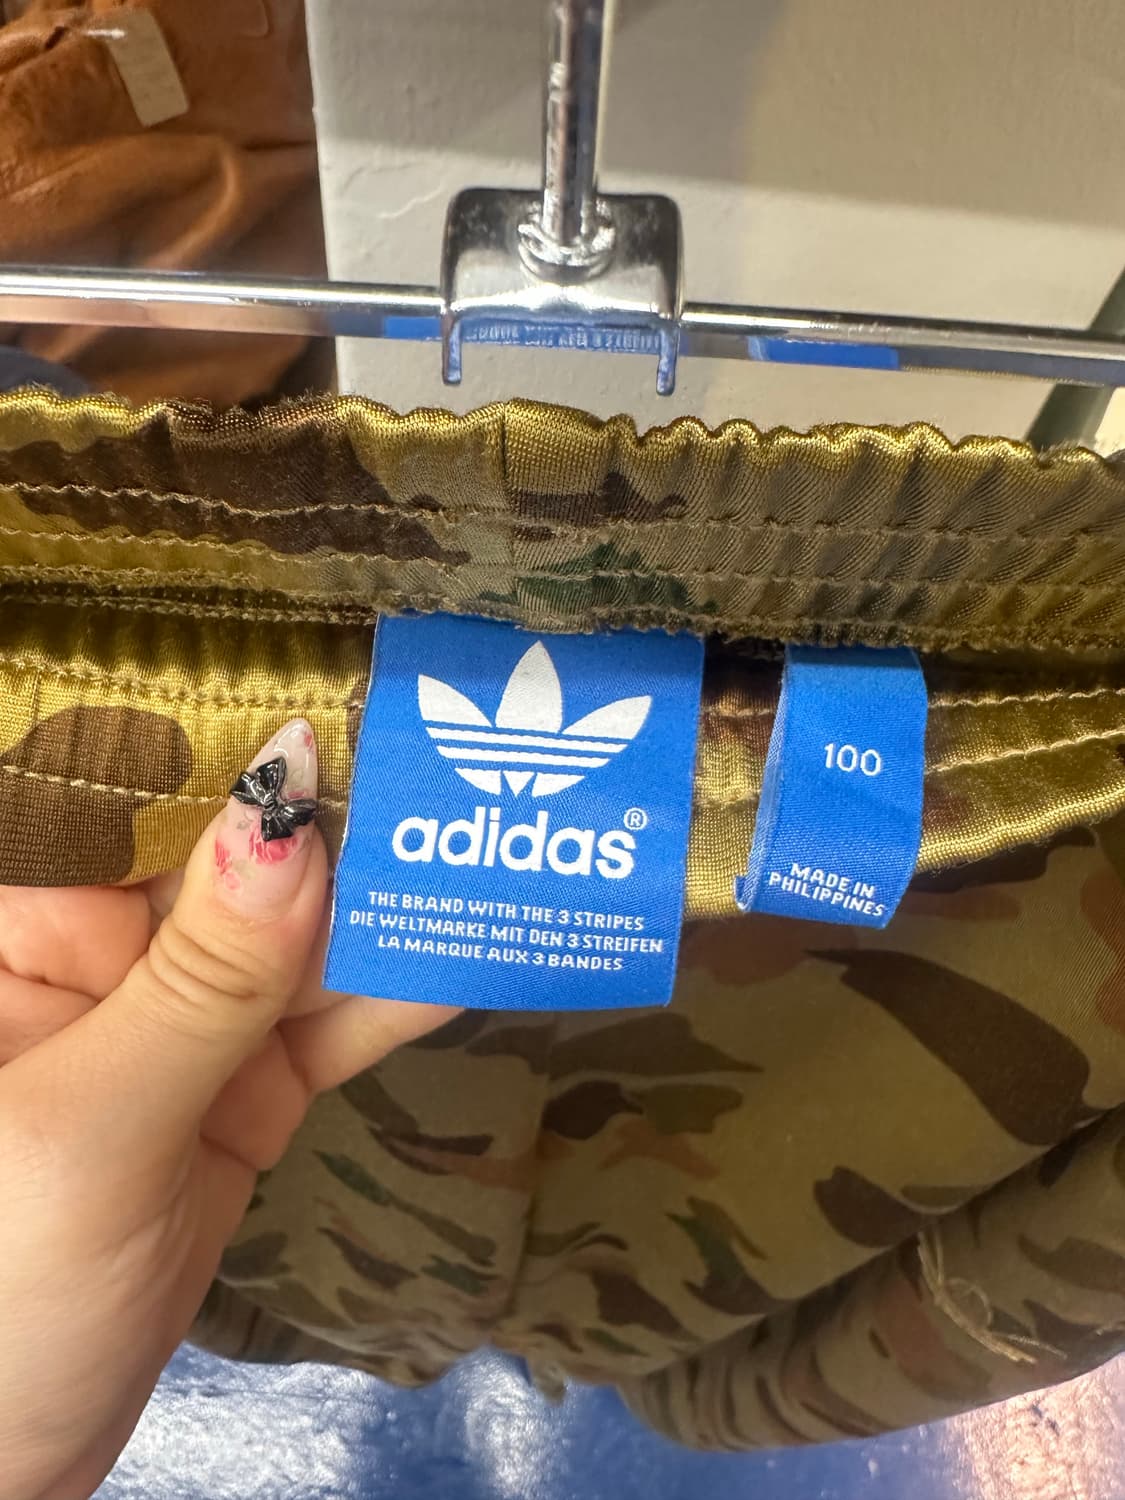 adidas®
THE BRAND WITH THE 3 STRIPES
DIE WELTMARKE MIT DEN 3 STREIFEN
LA MARQUE AUX 3 BANDES
100
MADE IN
PHILIPPINES